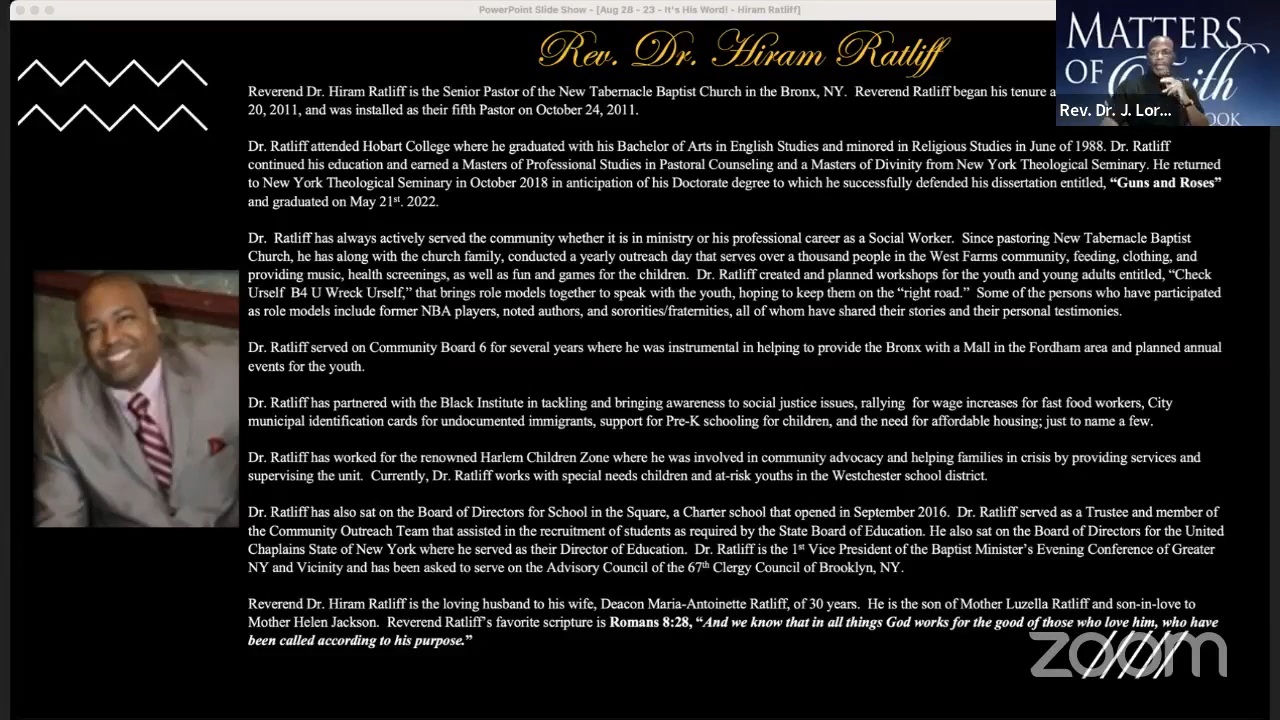 PowerPoint Slide Show - [Aug 28 - 23 - It's His Word! - Hiram Ratliff]
Rev. Dr. Hiram Ratliff
MATTERS
OF Faith
OOK
Rev. Dr. J. Lor...
Reverend Dr. Hiram Ratliff is the Senior Pastor of the New Tabernacle Baptist Church in the Bronx, NY. Reverend Ratliff began his tenure a
20, 2011, and was installed as their fifth Pastor on October 24, 2011.
Dr. Ratliff attended Hobart College where he graduated with his Bachelor of Arts in English Studies and minored in Religious Studies in June of 1988. Dr. Ratliff
continued his education and earned a Masters of Professional Studies in Pastoral Counseling and a Masters of Divinity from New York Theological Seminary. He returned
to New York Theological Seminary in October 2018 in anticipation of his Doctorate degree to which he successfully defended his dissertation entitled, “Guns and Roses”
and graduated on May 21st. 2022.
Dr. Ratliff has always actively served the community whether it is in ministry or his professional career as a Social Worker. Since pastoring New Tabernacle Baptist
Church, he has along with the church family, conducted a yearly outreach day that serves over a thousand people in the West Farms community, feeding, clothing, and
providing music, health screenings, as well as fun and games for the children. Dr. Ratliff created and planned workshops for the youth and young adults entitled, “Check
Urself B4 U Wreck Urself,” that brings role models together to speak with the youth, hoping to keep them on the “right road.” Some of the persons who have participated
as role models include former NBA players, noted authors, and sororities/fraternities, all of whom have shared their stories and their personal testimonies.
Dr. Ratliff served on Community Board 6 for several years where he was instrumental in helping to provide the Bronx with a Mall in the Fordham area and planned annual
events for the youth.
Dr. Ratliff has partnered with the Black Institute in tackling and bringing awareness to social justice issues, rallying for wage increases for fast food workers, City
municipal identification cards for undocumented immigrants, support for Pre-K schooling for children, and the need for affordable housing; just to name a few.
Dr. Ratliff has worked for the renowned Harlem Children Zone where he was involved in community advocacy and helping families in crisis by providing services and
supervising the unit. Currently, Dr. Ratliff works with special needs children and at-risk youths in the Westchester school district.
Dr. Ratliff has also sat on the Board of Directors for School in the Square, a Charter school that opened in September 2016. Dr. Ratliff served as a Trustee and member of
the Community Outreach Team that assisted in the recruitment of students as required by the State Board of Education. He also sat on the Board of Directors for the United
Chaplains State of New York where he served as their Director of Education. Dr. Ratliff is the 1st Vice President of the Baptist Minister’s Evening Conference of Greater
NY and Vicinity and has been asked to serve on the Advisory Council of the 67th Clergy Council of Brooklyn, NY.
Reverend Dr. Hiram Ratliff is the loving husband to his wife, Deacon Maria-Antoinette Ratliff, of 30 years. He is the son of Mother Luzella Ratliff and son-in-love to
Mother Helen Jackson. Reverend Ratliff’s favorite scripture is Romans 8:28, “And we know that in all things God works for the good of those who love him, who have
been called according to his purpose.”
zoom